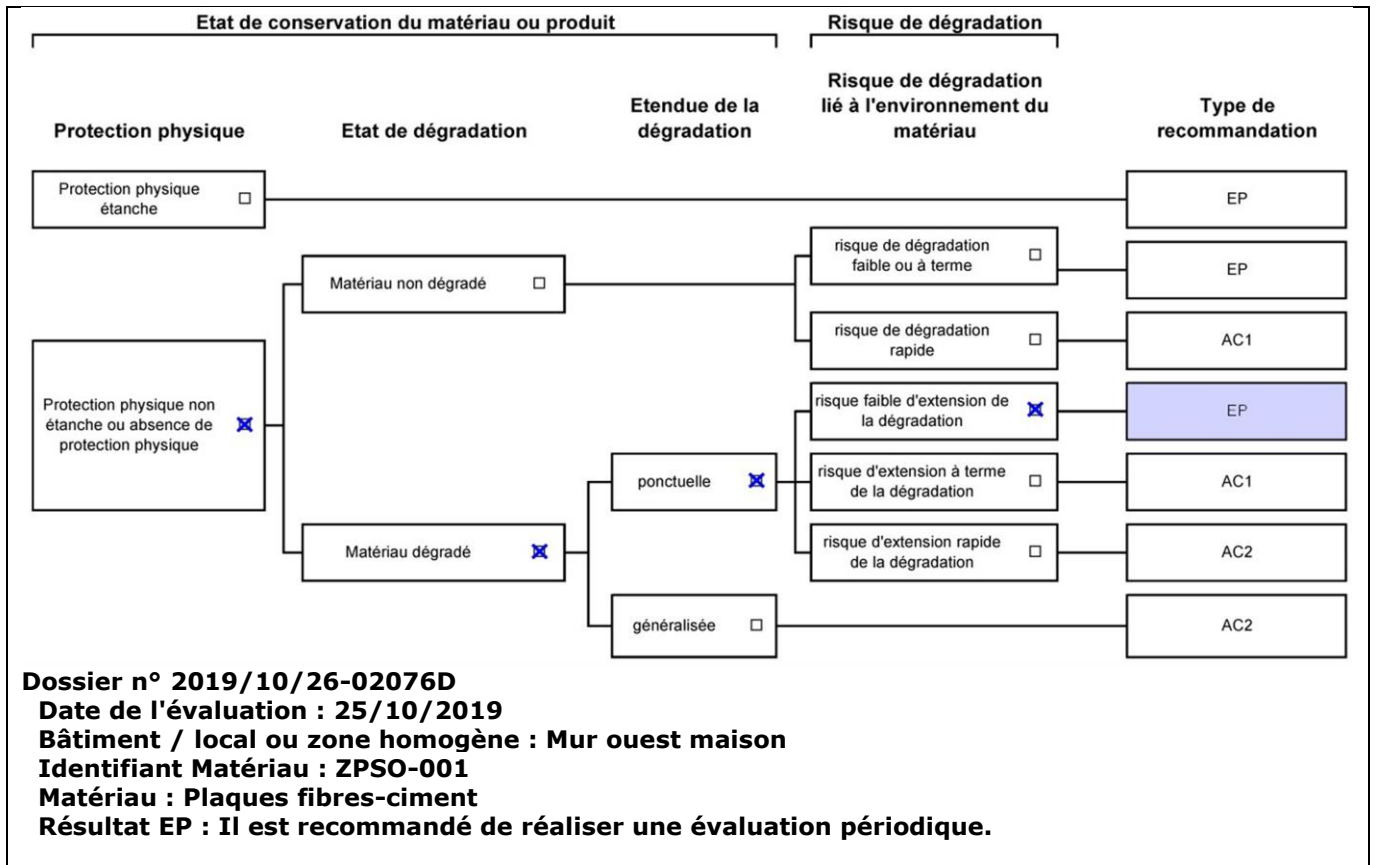 Etat de conservation du matériau ou produit
Risque de dégradation
Protection physique
Etat de dégradation
Etendue de la
dégradation
Risque de dégradation
lié à l'environnement du
matériau
Type de
recommandation
Protection physique
étanche
EP
risque de dégradation
faible ou à terme
EP
Matériau non dégradé
risque de dégradation
rapide
AC1
Protection physique non
étanche ou absence de
protection physique
risque faible d'extension de
la dégradation
EP
ponctuelle
risque d'extension à terme
de la dégradation
AC1
Matériau dégradé
risque d'extension rapide
de la dégradation
AC2
généralisée
AC2
Dossier n° 2019/10/26-02076D
Date de l'évaluation : 25/10/2019
Bâtiment / local ou zone homogène : Mur ouest maison
Identifiant Matériau : ZPSO-001
Matériau : Plaques fibres-ciment
Résultat EP : Il est recommandé de réaliser une évaluation périodique.